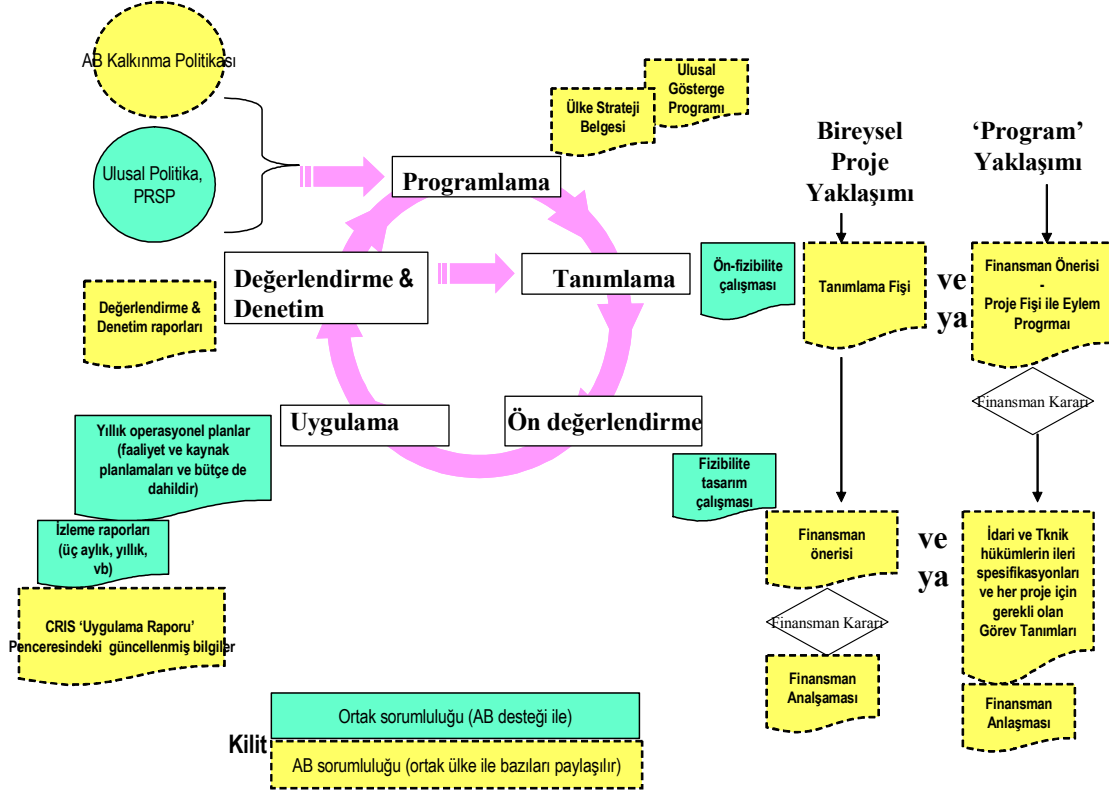 AB Kalkınma Politikası
Ulusal Politika,
PRSP
Ulusal
Gösterge
Programı
Ülke Strateji
Belgesi
Programlama
Değerlendirme &
Denetim
Tanımlama
Uygulama
Ön değerlendirme
Değerlendirme &
Denetim raporları
Yıllık operasyonel planlar
(faaliyet ve kaynak
planlamaları ve bütçe de
dahildir)
İzleme raporları
(üç aylık, yıllık,
vb)
CRIS ‘Uygulama Raporu’
Penceresindeki güncellenmiş bilgiler
Bireysel
Proje
Yaklaşımı
‘Program’
Yaklaşımı
Ön-fizibilite
çalışması
Tanımlama Fişi
ve
ya
Finansman Önerisi
-
Proje Fişi ile Eylem
Progrmaı
Finansman Kararı
Fizibilite
tasarım
çalışması
Finansman
önerisi
ve
ya
İdari ve Tknik
hükümlerin ileri
spesifikasyonları
ve her proje için
gerekli olan
Görev Tanımları
Finansman Kararı
Finansman
Analşaması
Finansman
Anlaşması
Kilit
Ortak sorumluluğu (AB desteği ile)
AB sorumluluğu (ortak ülke ile bazıları paylaşılır)